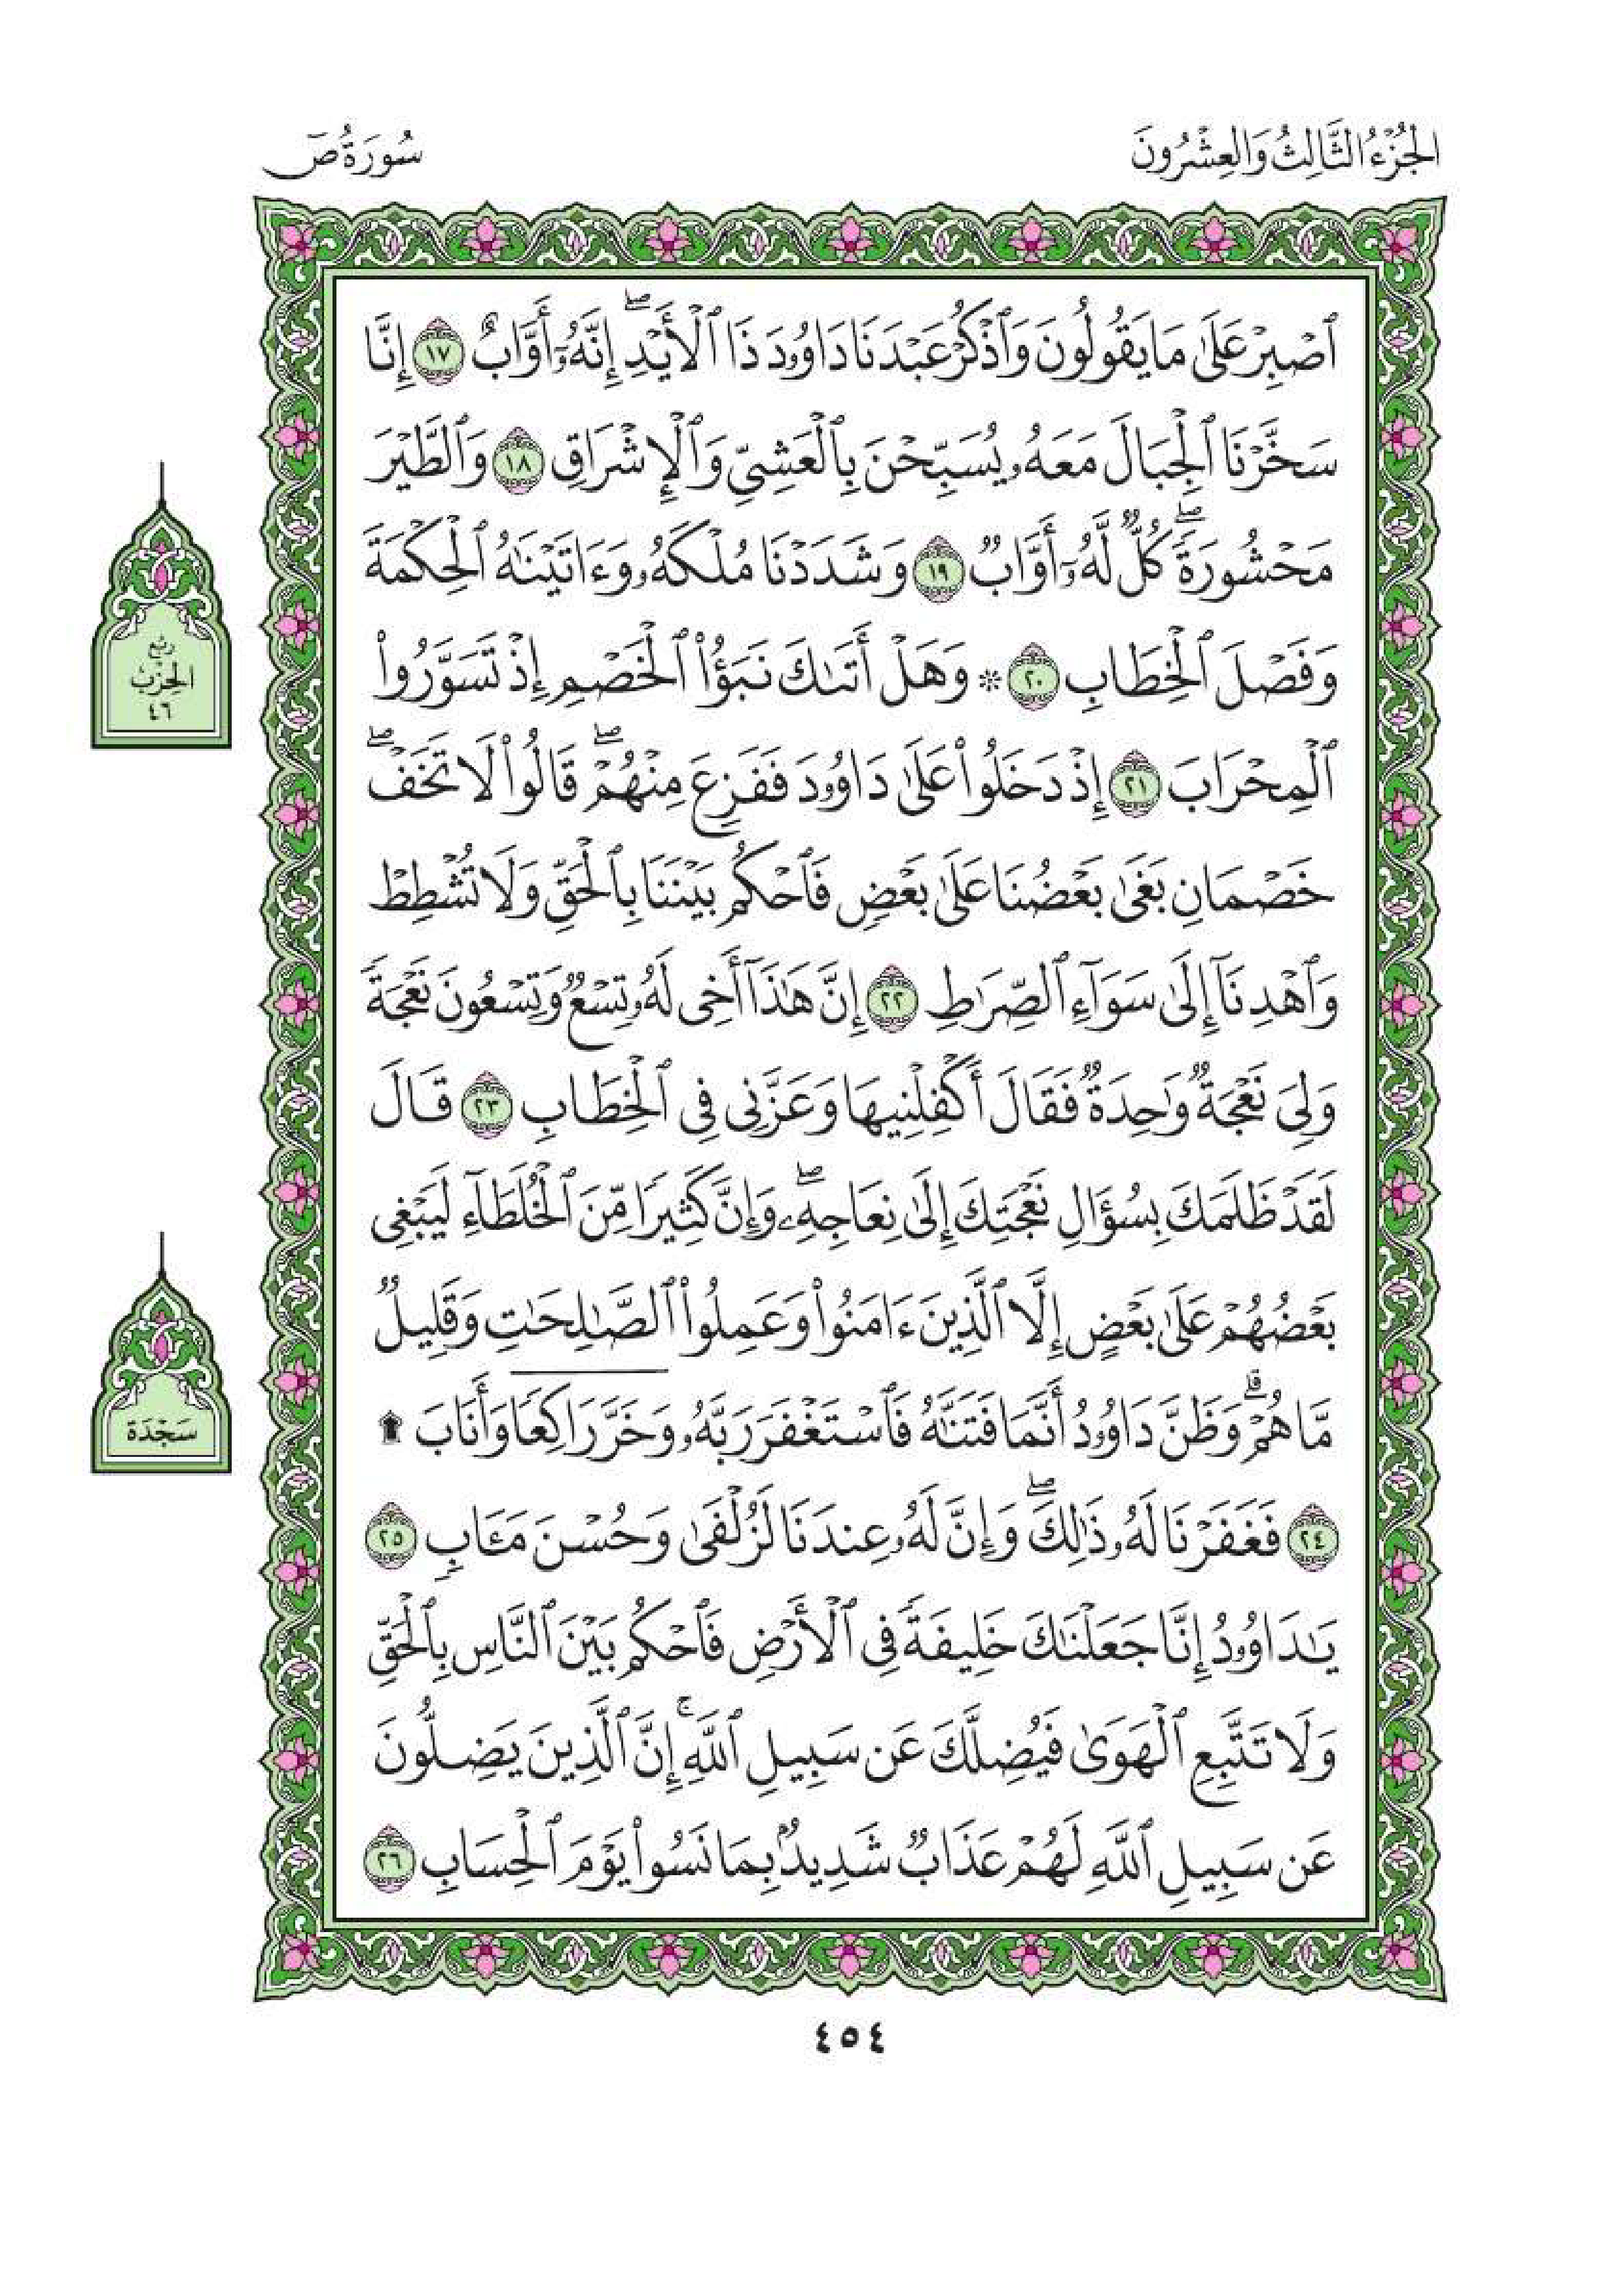 الجُزْءُ الثَّالِثُ وَالعِشْرُونَ
سُورَةُ صٓ
ٱصْبِرْ عَلَىٰ مَا يَقُولُونَ وَٱذْكُرْ عَبْدَنَا دَاوُۥدَ ذَا ٱلْأَيْدِۖ إِنَّهُۥٓ أَوَّابٌ ١٧ إِنَّا
سَخَّرْنَا ٱلْجِبَالَ مَعَهُۥ يُسَبِّحْنَ بِٱلْعَشِىِّ وَٱلْإِشْرَاقِ ١٨ وَٱلطَّيْرَ
مَحْشُورَةًۖ كُلٌّ لَّهُۥٓ أَوَّابٌ ١٩ وَشَدَدْنَا مُلْكَهُۥ وَءَاتَيْنَٰهُ ٱلْحِكْمَةَ
وَفَصْلَ ٱلْخِطَابِ ٢٠ ۞ وَهَلْ أَتَىٰكَ نَبَؤُا۟ ٱلْخَصْمِ إِذْ تَسَوَّرُوا۟
ٱلْمِحْرَابَ ٢١ إِذْ دَخَلُوا۟ عَلَىٰ دَاوُۥدَ فَفَزِعَ مِنْهُمْۖ قَالُوا۟ لَا تَخَفْۖ
خَصْمَانِ بَغَىٰ بَعْضُنَا عَلَىٰ بَعْضٍ فَٱحْكُم بَيْنَنَا بِٱلْحَقِّ وَلَا تُشْطِطْ
وَٱهْدِنَآ إِلَىٰ سَوَآءِ ٱلصِّرَٰطِ ٢٢ إِنَّ هَٰذَآ أَخِى لَهُۥ تِسْعٌ وَتِسْعُونَ نَعْجَةً
وَلِىَ نَعْجَةٌ وَٰحِدَةٌ فَقَالَ أَكْفِلْنِيهَا وَعَزَّنِى فِى ٱلْخِطَابِ ٢٣ قَالَ
لَقَدْ ظَلَمَكَ بِسُؤَالِ نَعْجَتِكَ إِلَىٰ نِعَاجِهِۦۖ وَإِنَّ كَثِيرًا مِّنَ ٱلْخُلَطَآءِ لَيَبْغِى
بَعْضُهُمْ عَلَىٰ بَعْضٍ إِلَّا ٱلَّذِينَ ءَامَنُوا۟ وَعَمِلُوا۟ ٱلصَّٰلِحَٰتِ وَقَلِيلٌ
مَّا هُمْۗ وَظَنَّ دَاوُۥدُ أَنَّمَا فَتَنَّٰهُ فَٱسْتَغْفَرَ رَبَّهُۥ وَخَرَّ رَاكِعًا وَأَنَابَ ۩
٢٤ فَغَفَرْنَا لَهُۥ ذَٰلِكَۖ وَإِنَّ لَهُۥ عِندَنَا لَزُلْفَىٰ وَحُسْنَ مَـَٔابٍ ٢٥
يَٰدَاوُۥدُ إِنَّا جَعَلْنَٰكَ خَلِيفَةً فِى ٱلْأَرْضِ فَٱحْكُم بَيْنَ ٱلنَّاسِ بِٱلْحَقِّ
وَلَا تَتَّبِعِ ٱلْهَوَىٰ فَيُضِلَّكَ عَن سَبِيلِ ٱللَّهِۚ إِنَّ ٱلَّذِينَ يَضِلُّونَ
عَن سَبِيلِ ٱللَّهِ لَهُمْ عَذَابٌ شَدِيدٌۢ بِمَا نَسُوا۟ يَوْمَ ٱلْحِسَابِ ٢٦
رُبْع
الحِزْبِ
٤٦
سَجْدَة
٤٥٤